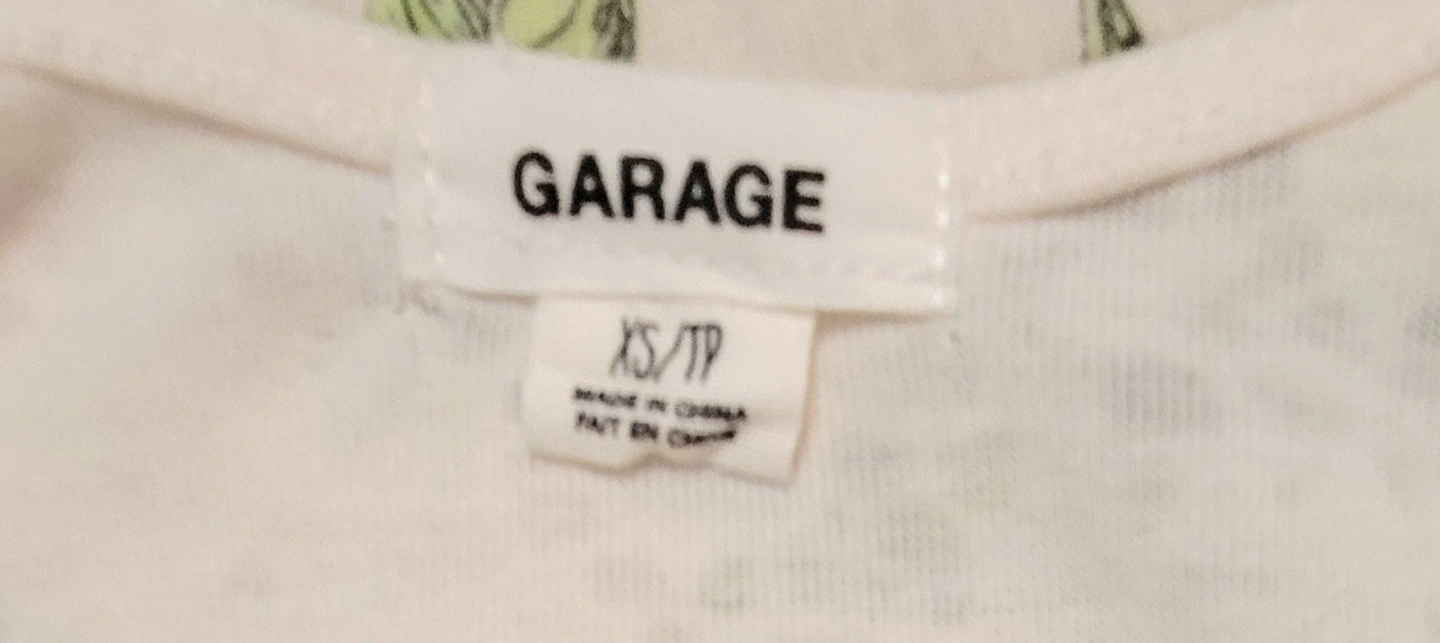 GARAGE
XS/TP
MADE IN CHINA
FAIT EN CHINE